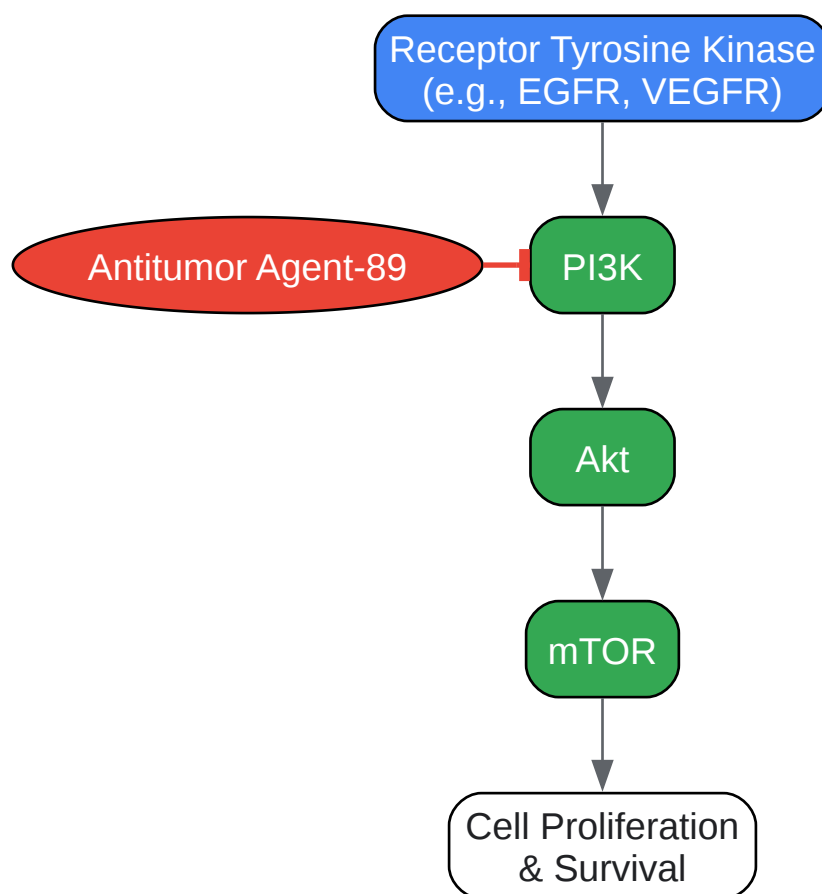 Receptor Tyrosine Kinase
(e.g., EGFR, VEGFR)
Antitumor Agent-89
PI3K
Akt
mTOR
Cell Proliferation
& Survival